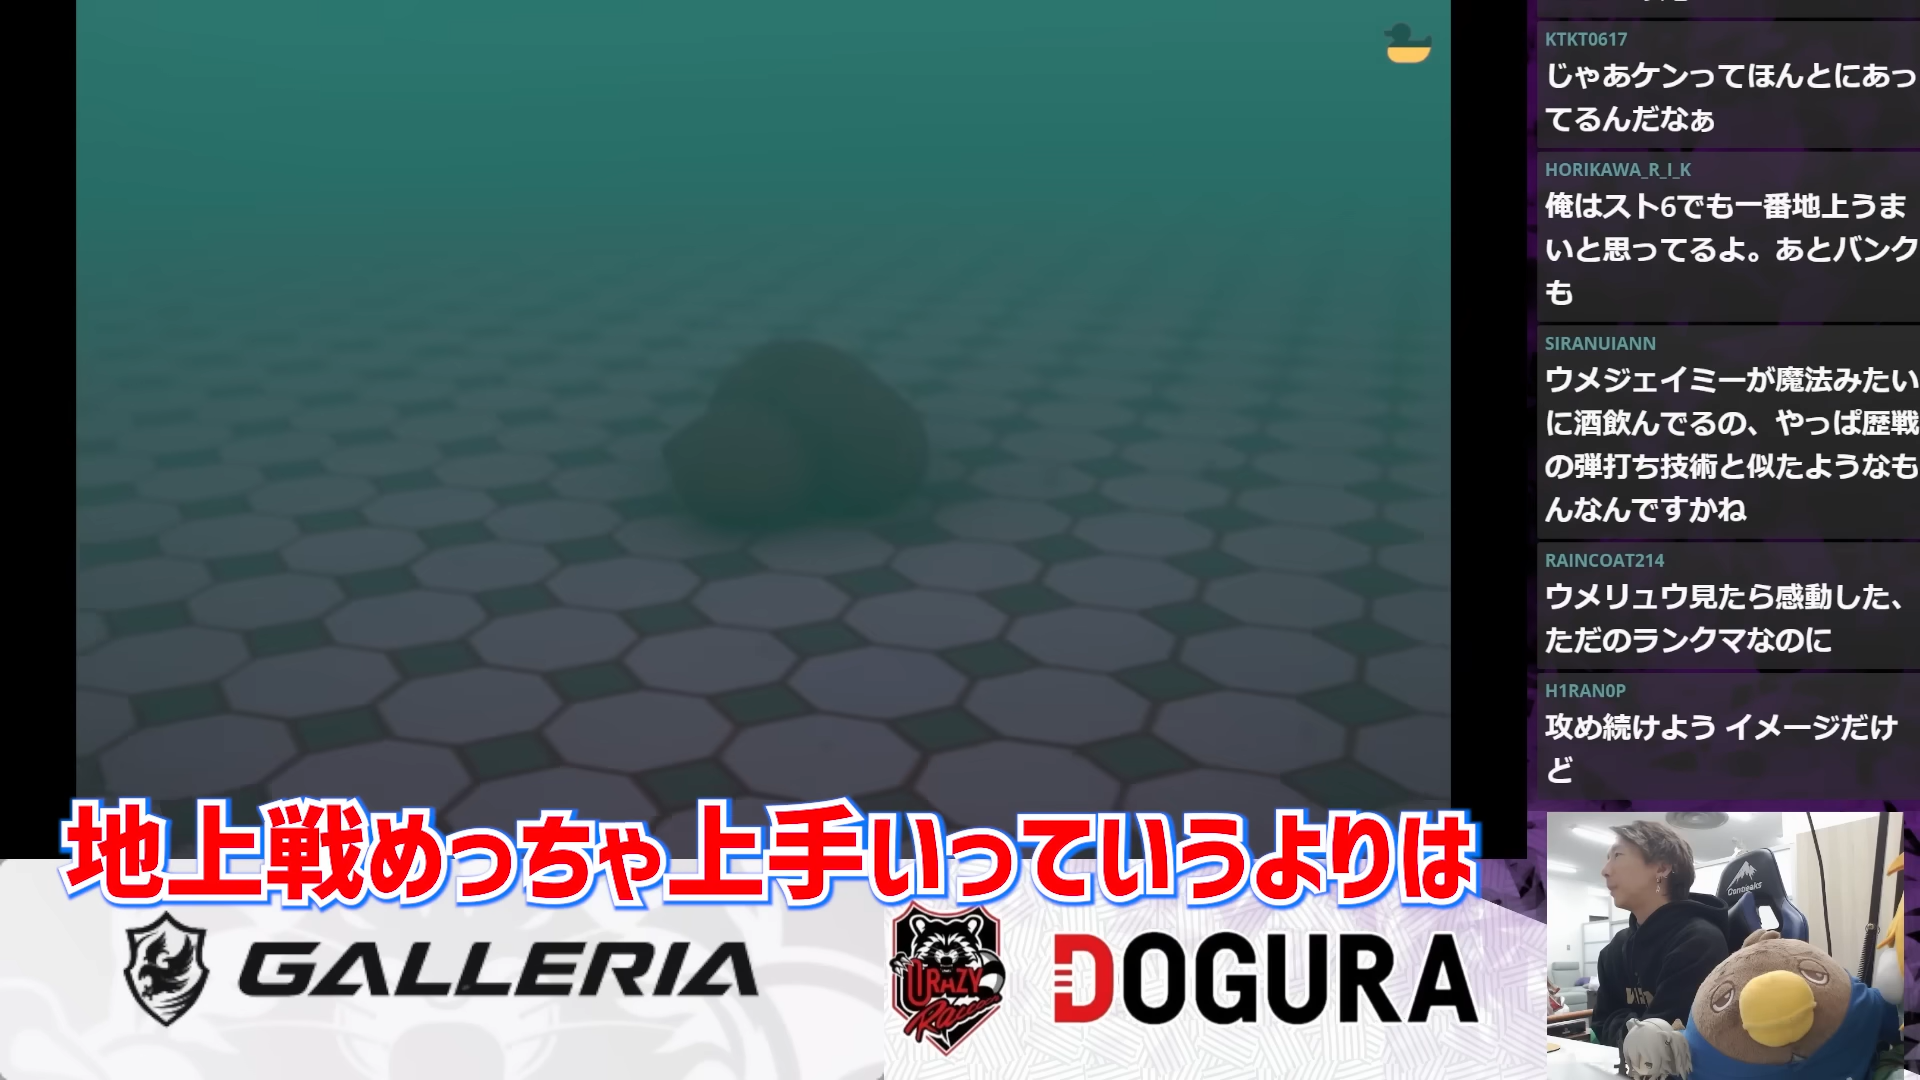 KTKT0617
じゃあケンってほんとにあっ
てるんだなぁ
HORIKAWA_R_I_K
俺はスト6でも一番地上うま
いと思ってるよ。あとバンク
も
SIRANUIANN
ウメジェイミーが魔法みたい
に酒飲んでるの、やっぱ歴戦
の弾打ち技術と似たようなも
んなんですかね
RAINCOAT214
ウメリュウ見たら感動した、
ただのランクマなのに
H1RAN0P
攻め続けよう イメージだけ
ど
地上戦めっちゃ上手いっていうよりは
GALLERIA
CRAZY
Raccoon
DOGURA